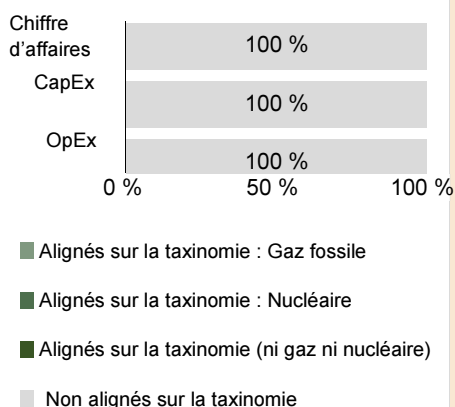 Chiffre
d'affaires
100 %
CapEx
100 %
OpEx
100 %
0 % 50 % 100 %
Alignés sur la taxinomie : Gaz fossile
Alignés sur la taxinomie : Nucléaire
Alignés sur la taxinomie (ni gaz ni nucléaire)
Non alignés sur la taxinomie